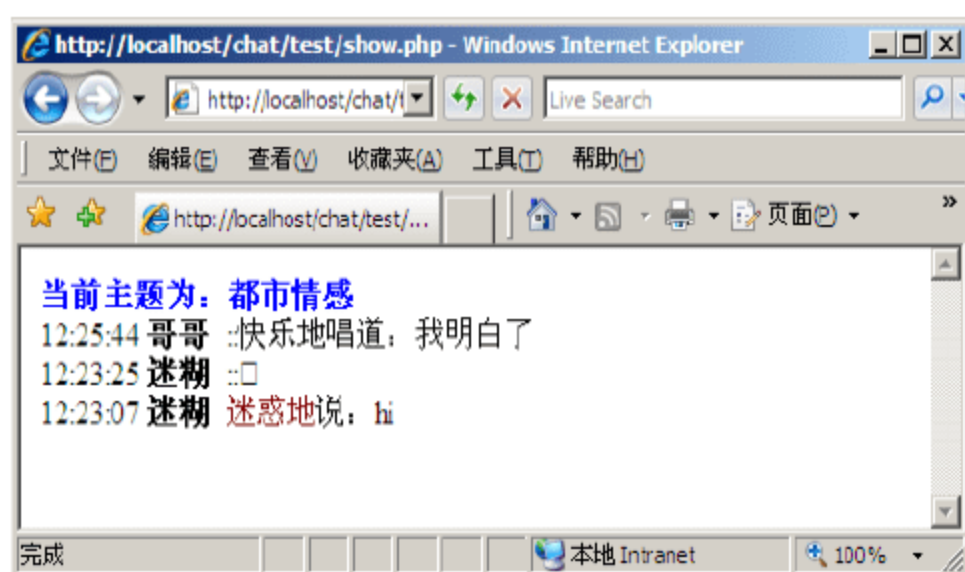 http://localhost/chat/test/show.php - Windows Internet Explorer
http://localhost/chat/t Live Search
文件(F) 编辑(E) 查看(V) 收藏夹(A) 工具(T) 帮助(H)
http://localhost/chat/test/... 页面(P) »
当前主题为：都市情感
12:25:44 哥哥 ::快乐地唱道：我明白了
12:23:25 迷糊 ::□
12:23:07 迷糊 迷惑地说：hi
完成 本地 Intranet 100%